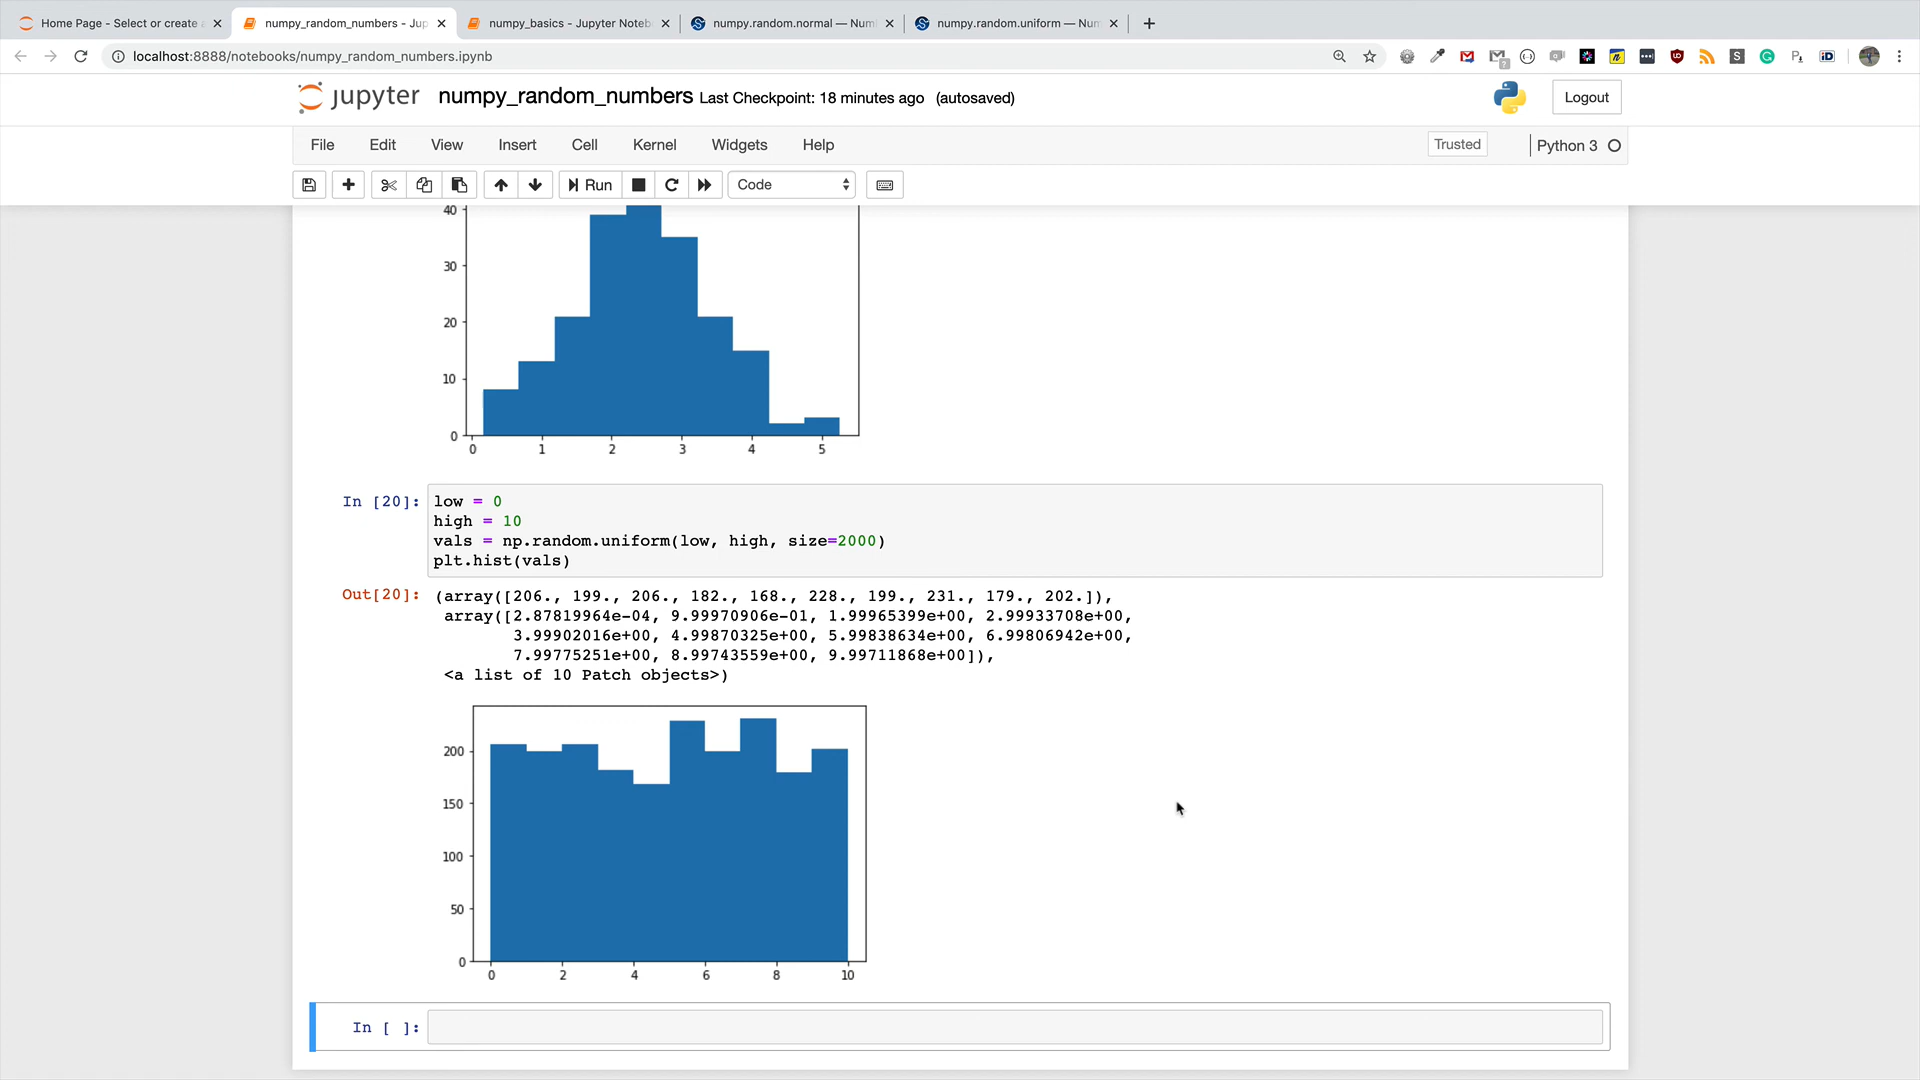 Home Page - Select or create a
numpy_random_numbers - Jup
numpy_basics - Jupyter Noteb
numpy.random.normal — Num
numpy.random.uniform — Num
localhost:8888/notebooks/numpy_random_numbers.ipynb
jupyter numpy_random_numbers Last Checkpoint: 18 minutes ago (autosaved)
Logout
File Edit View Insert Cell Kernel Widgets Help
Trusted
Python 3
Run
Code
40
30
20
10
0
0 1 2 3 4 5
In [20]:
low = 0
high = 10
vals = np.random.uniform(low, high, size=2000)
plt.hist(vals)
Out[20]:
(array([206., 199., 206., 182., 168., 228., 199., 231., 179., 202.]),
array([2.87819964e-04, 9.99970906e-01, 1.99965399e+00, 2.99933708e+00,
3.99902016e+00, 4.99870325e+00, 5.99838634e+00, 6.99806942e+00,
7.99775251e+00, 8.99743559e+00, 9.99711868e+00]),
<a list of 10 Patch objects>)
200
150
100
50
0
0 2 4 6 8 10
In [ ]: